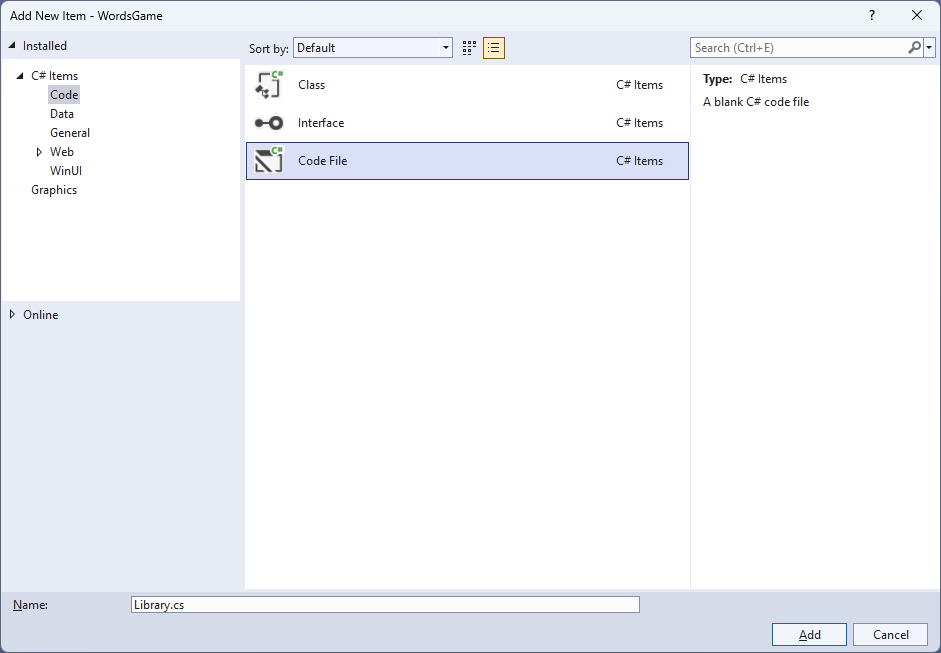 Add New Item - WordsGame
?
Installed
Sort by: Default
Search (Ctrl+E)
C# Items
Code
Data
General
Web
WinUI
Graphics
Online
C# Class C# Items
Interface C# Items
C# Code File C# Items
Type: C# Items
A blank C# code file
Name: Library.cs
Add Cancel